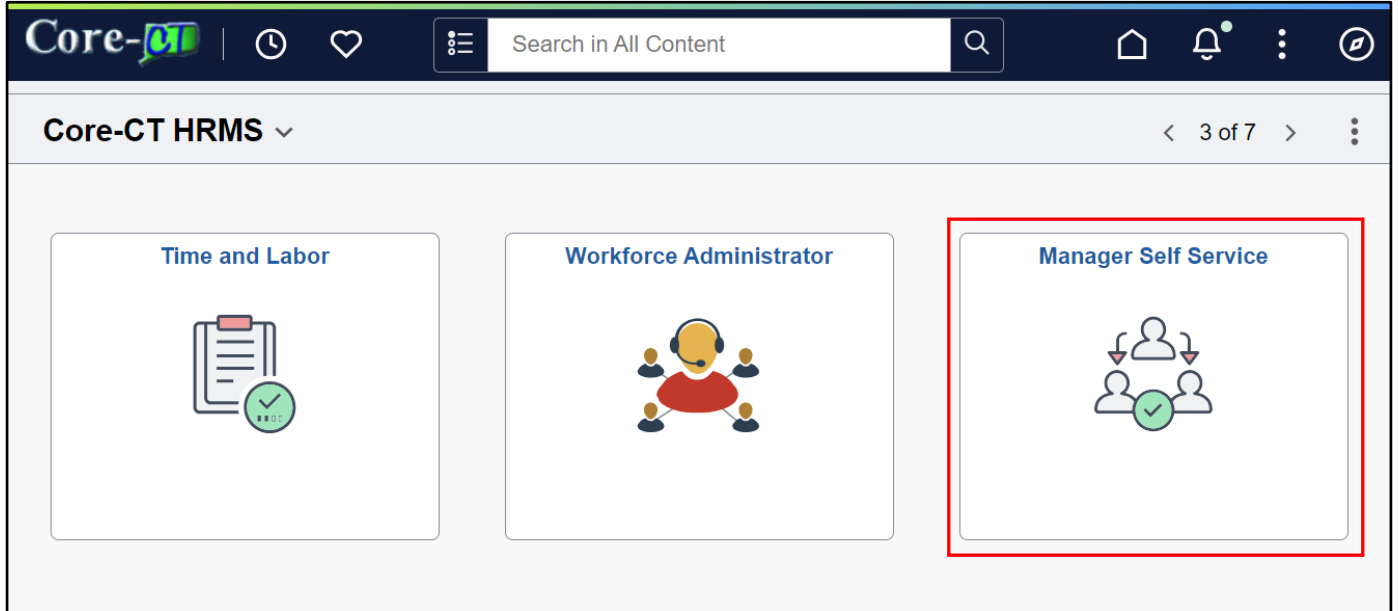 Core-CT
Search in All Content
Core-CT HRMS
3 of 7
Time and Labor
Workforce Administrator
Manager Self Service